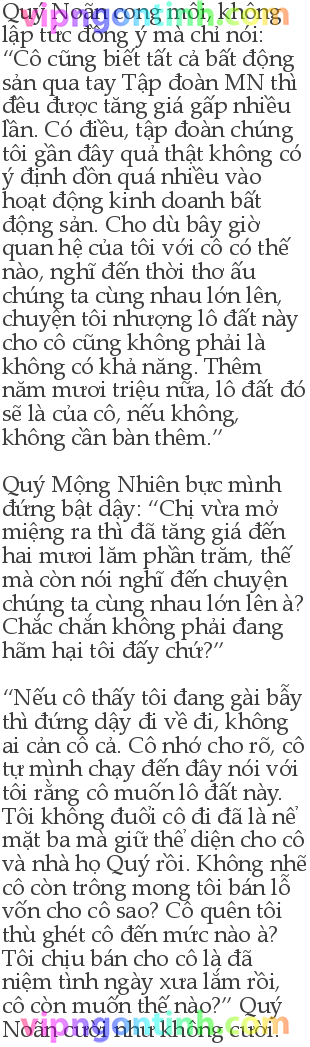 Quý Noãn cong môi, không
lập tức đồng ý mà chỉ nói:
“Cô cũng biết tất cả bất động
sản qua tay Tập đoàn MN thì
đều được tăng giá gấp nhiều
lần. Có điều, tập đoàn chúng
tôi gần đây quả thật không có
ý định dồn quá nhiều vào
hoạt động kinh doanh bất
động sản. Cho dù bây giờ
quan hệ của tôi với cô có thế
nào, nghĩ đến thời thơ ấu
chúng ta cùng nhau lớn lên,
chuyện tôi nhượng lô đất này
cho cô cũng không phải là
không có khả năng. Thêm
năm mươi triệu nữa, lô đất đó
sẽ là của cô, nếu không,
không cần bàn thêm.”
Quý Mộng Nhiên bực mình
đứng bật dậy: “Chị vừa mở
miệng ra thì đã tăng giá đến
hai mươi lăm phần trăm, thế
mà còn nói nghĩ đến chuyện
chúng ta cùng nhau lớn lên à?
Chắc chắn không phải đang
hãm hại tôi đấy chứ?”
“Nếu cô thấy tôi đang gài bẫy
thì đứng dậy đi về đi, không
ai cản cô cả. Cô nhớ cho rõ, cô
tự mình chạy đến đây nói với
tôi rằng cô muốn lô đất này.
Tôi không đuổi cô đi đã là nể
mặt ba mà giữ thể diện cho cô
và nhà họ Quý rồi. Không nhẽ
cô còn trông mong tôi bán lỗ
vốn cho cô sao? Cô quên tôi
thù ghét cô đến mức nào à?
Tôi chịu bán cho cô là đã
niệm tình ngày xưa lắm rồi,
cô còn muốn thế nào?” Quý
Noãn cười như không cười.
vipngontinh.com
vipngontinh.com